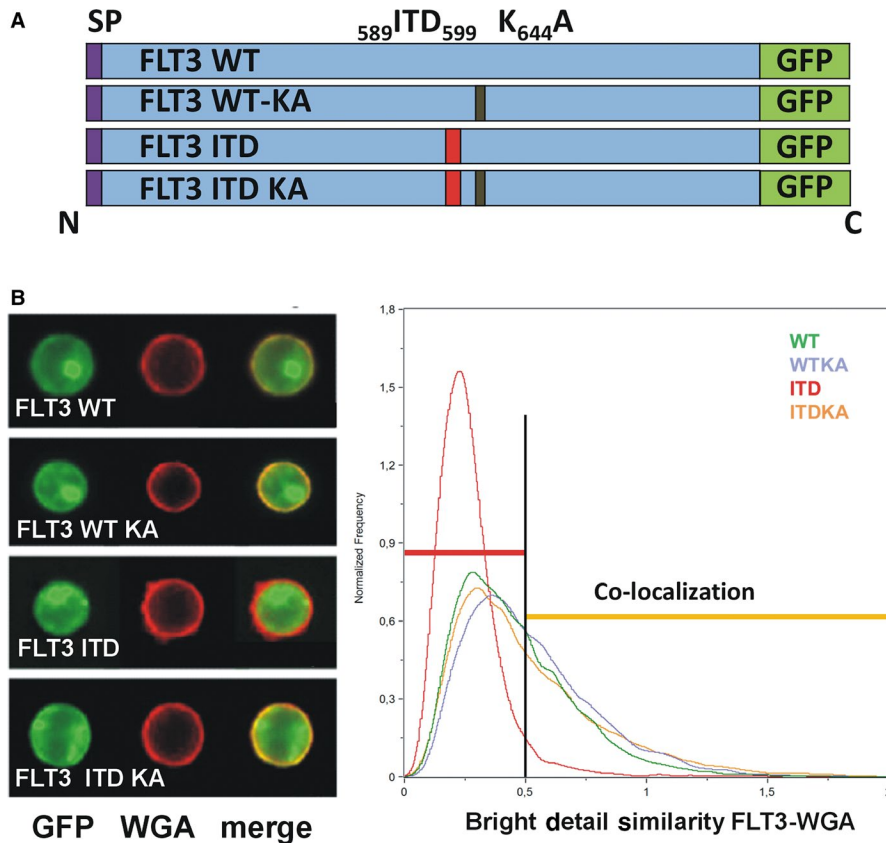 A
SP 589ITD599 K644A
FLT3 WT GFP
FLT3 WT-KA GFP
FLT3 ITD GFP
FLT3 ITD KA GFP
N C
B
FLT3 WT
FLT3 WT KA
FLT3 ITD
FLT3 ITD KA
GFP WGA merge
1,8
1,5
1,2
0,9
0,6
0,3
0
Normalized Frequency
WT
WTKA
ITD
ITDKA
Co-localization
0 0,5 1 1,5 2
Bright detail similarity FLT3-WGA